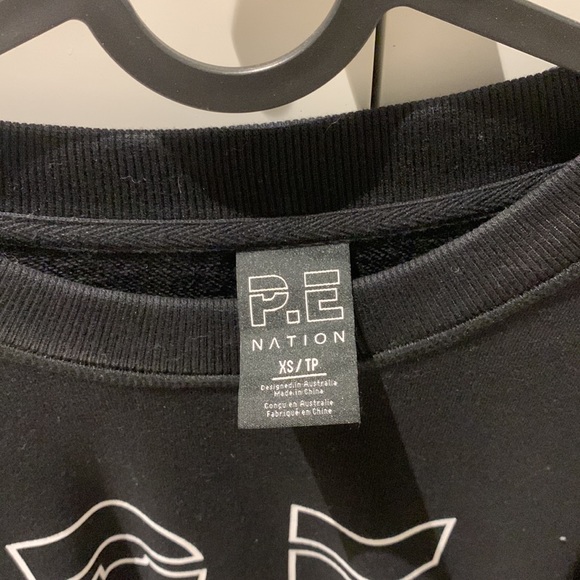 P.E
NATION
XS/TP
Designed in Australia
Made in China
Conçu en Australie
Fabriqué en Chine